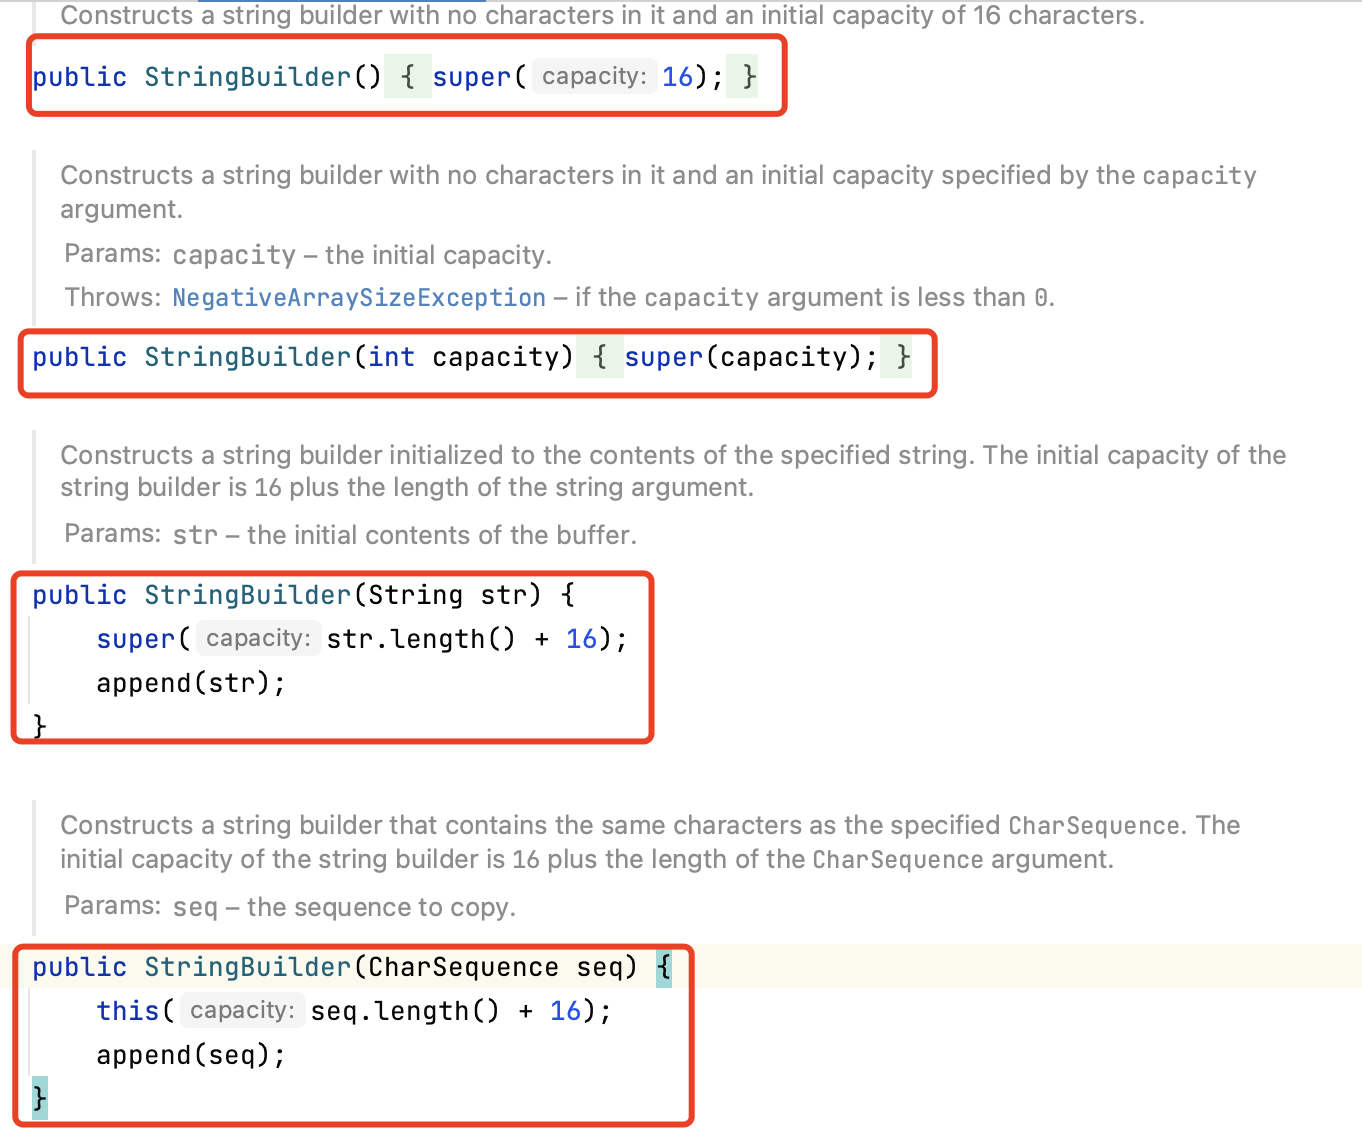 Constructs a string builder with no characters in it and an initial capacity of 16 characters.
public StringBuilder() { super( capacity: 16); }
Constructs a string builder with no characters in it and an initial capacity specified by the capacity
argument.
Params: capacity – the initial capacity.
Throws: NegativeArraySizeException – if the capacity argument is less than 0.
public StringBuilder(int capacity) { super(capacity); }
Constructs a string builder initialized to the contents of the specified string. The initial capacity of the
string builder is 16 plus the length of the string argument.
Params: str – the initial contents of the buffer.
public StringBuilder(String str) {
super( capacity: str.length() + 16);
append(str);
}
Constructs a string builder that contains the same characters as the specified CharSequence. The
initial capacity of the string builder is 16 plus the length of the CharSequence argument.
Params: seq – the sequence to copy.
public StringBuilder(CharSequence seq) {
this( capacity: seq.length() + 16);
append(seq);
}